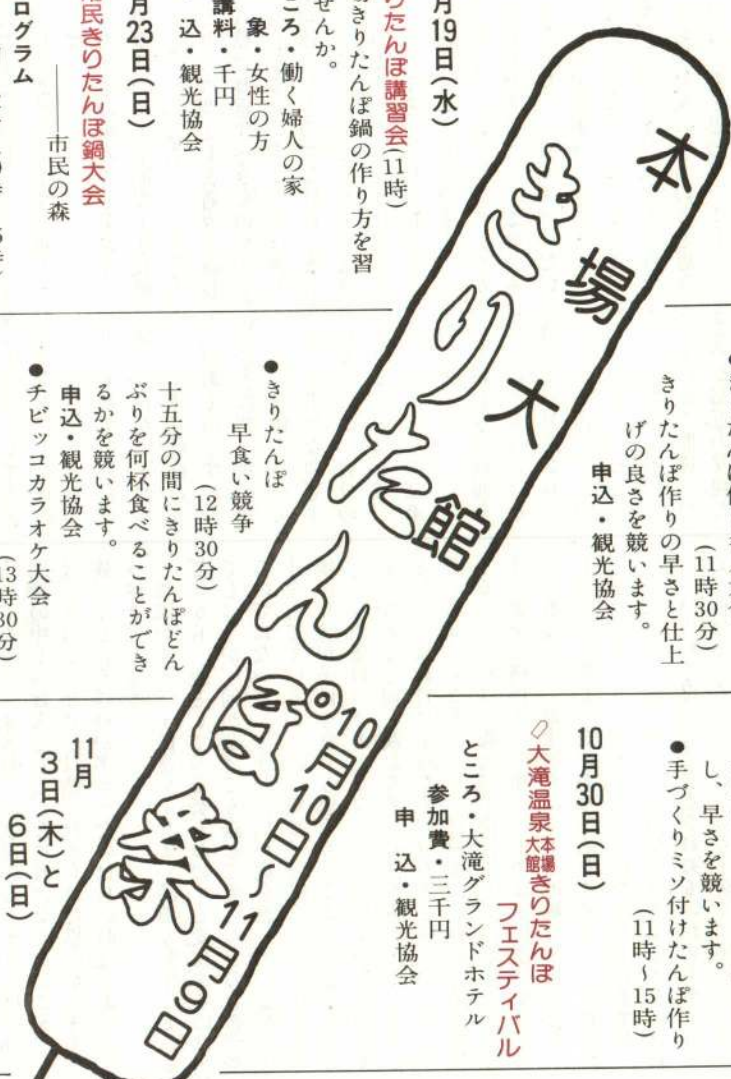 本場大館
きりたんぽ祭
10月10日～11月9日
月19日(水)
りたんぽ講習会(11時)
きりたんぽ鍋の作り方を習
せんか。
ころ・働く婦人の家
象・女性の方
講料・千円
込・観光協会
月23日(日)
民きりたんぽ鍋大会
市民の森
ログラム
(11時30分)
きりたんぽ作りの早さと仕上
げの良さを競います。
申込・観光協会
●きりたんぽ
早食い競争
(12時30分)
十五分の間にきりたんぽどん
ぶりを何杯食べることができ
るかを競います。
申込・観光協会
●チビッコカラオケ大会
(13時30分)
し、早さを競います。
●手づくりミソ付けたんぽ作り
(11時～15時)
10月30日(日)
大滝温泉本場大館きりたんぽ
フェスティバル
ところ・大滝グランドホテル
参加費・三千円
申込・観光協会
11月
3日(木)と
6日(日)